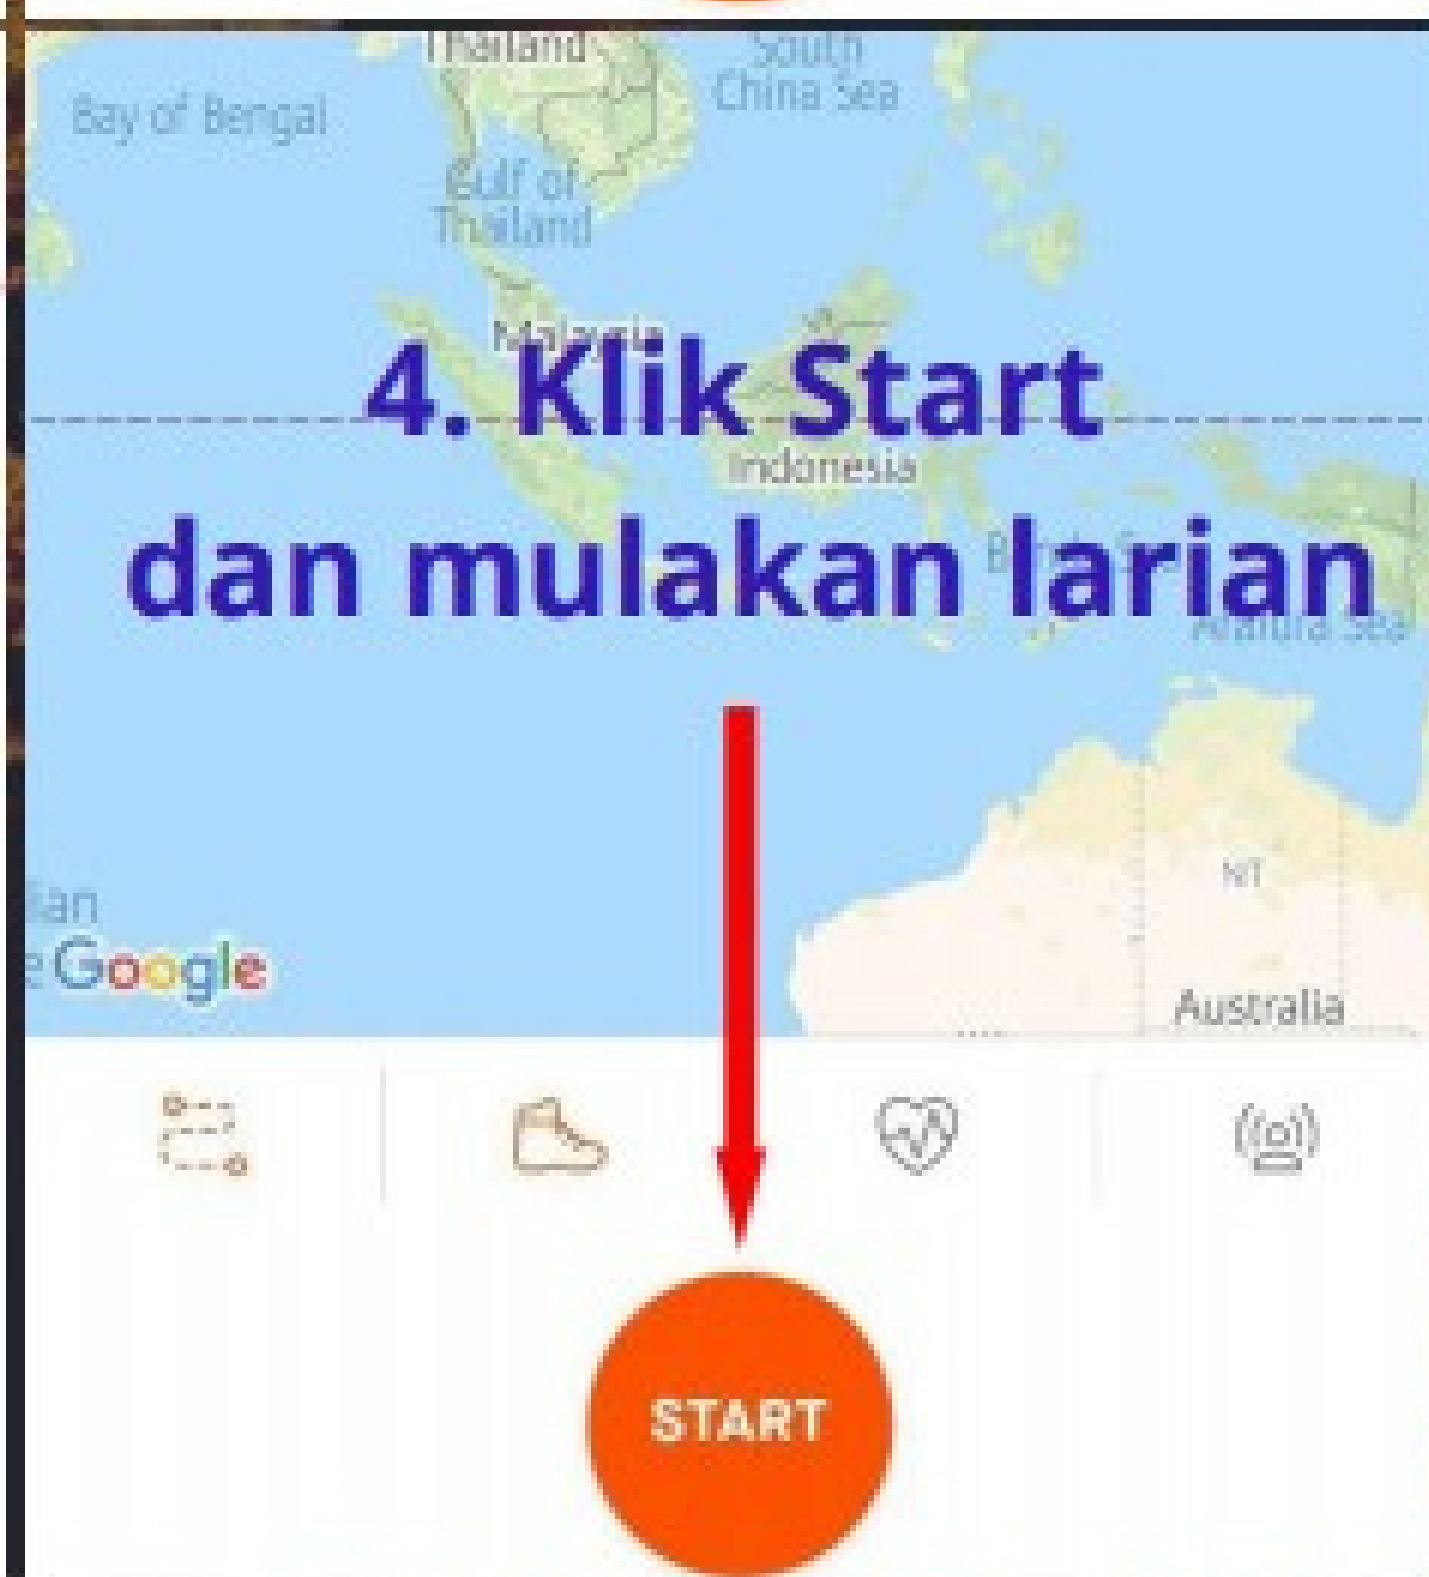 Thailand
South
China Sea
Bay of Bengal
Gulf of
Thailand
Malaysia
4. Klik Start
Indonesia
dan mulakan larian
Arafura Sea
NT
Google
Australia
START